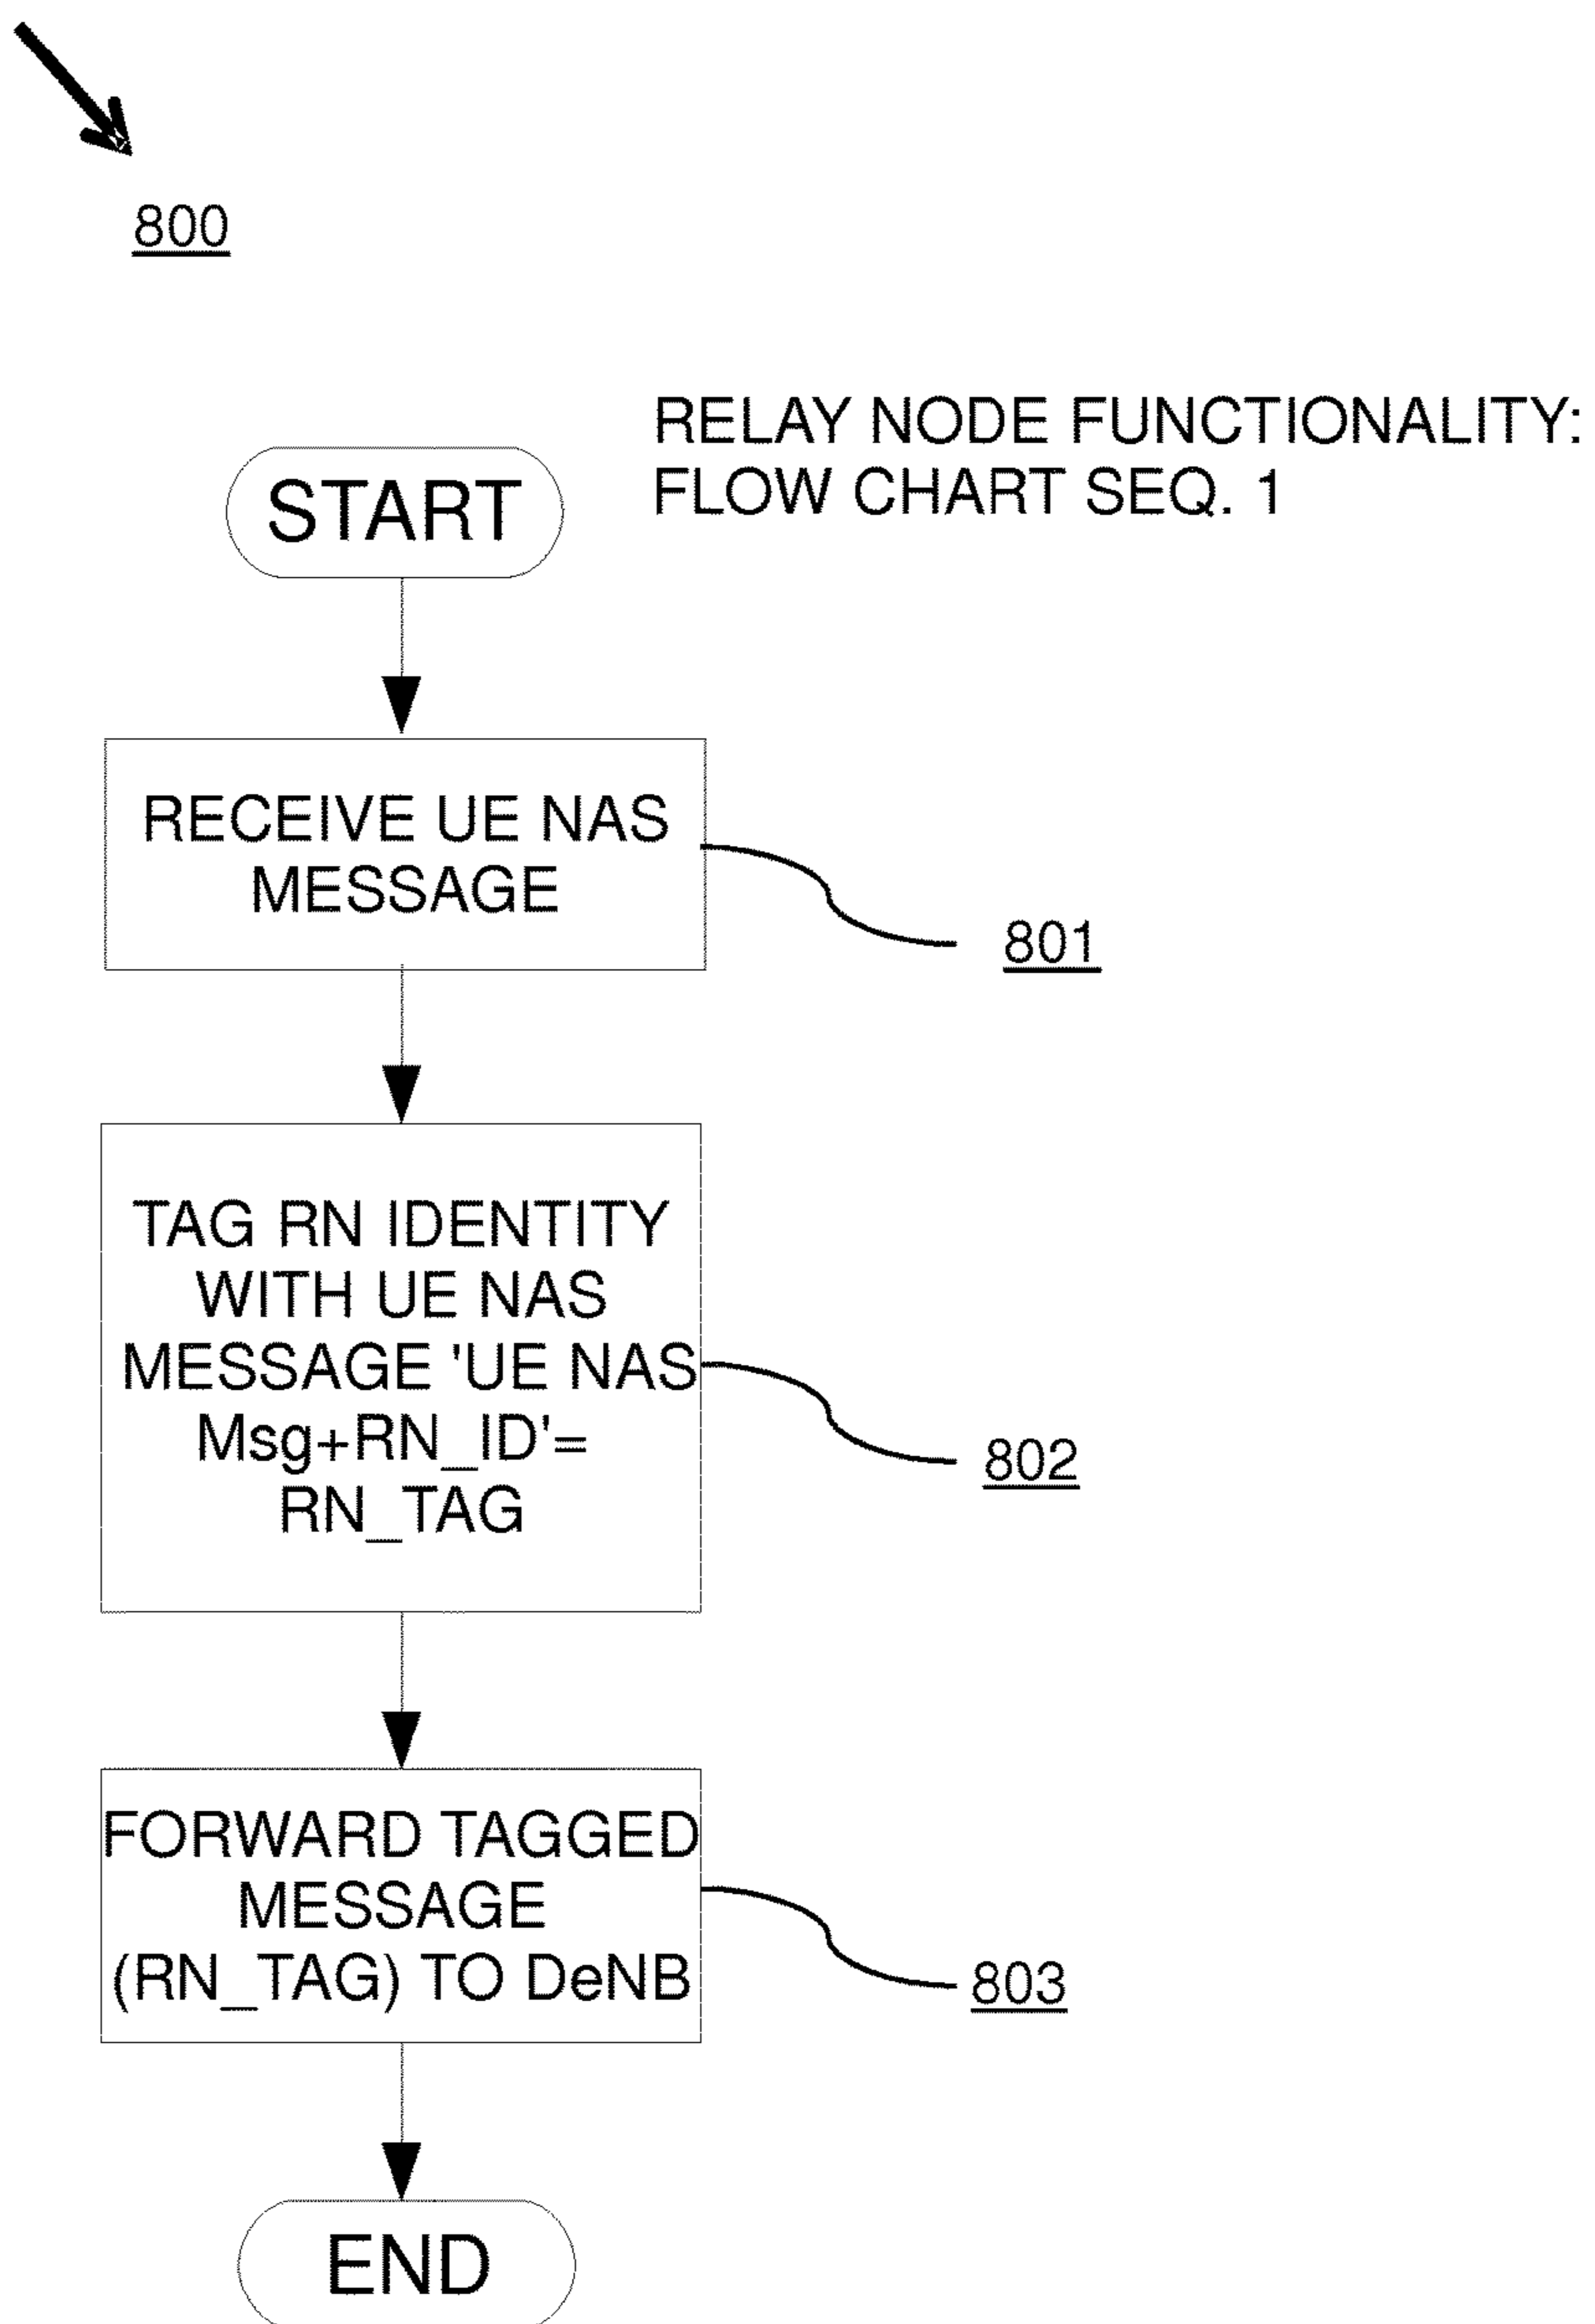 800
RELAY NODE FUNCTIONALITY:
FLOW CHART SEQ. 1
START
RECEIVE UE NAS
MESSAGE
801
TAG RN IDENTITY
WITH UE NAS
MESSAGE 'UE NAS
Msg+RN_ID'=
RN_TAG
802
FORWARD TAGGED
MESSAGE
(RN_TAG) TO DeNB
803
END